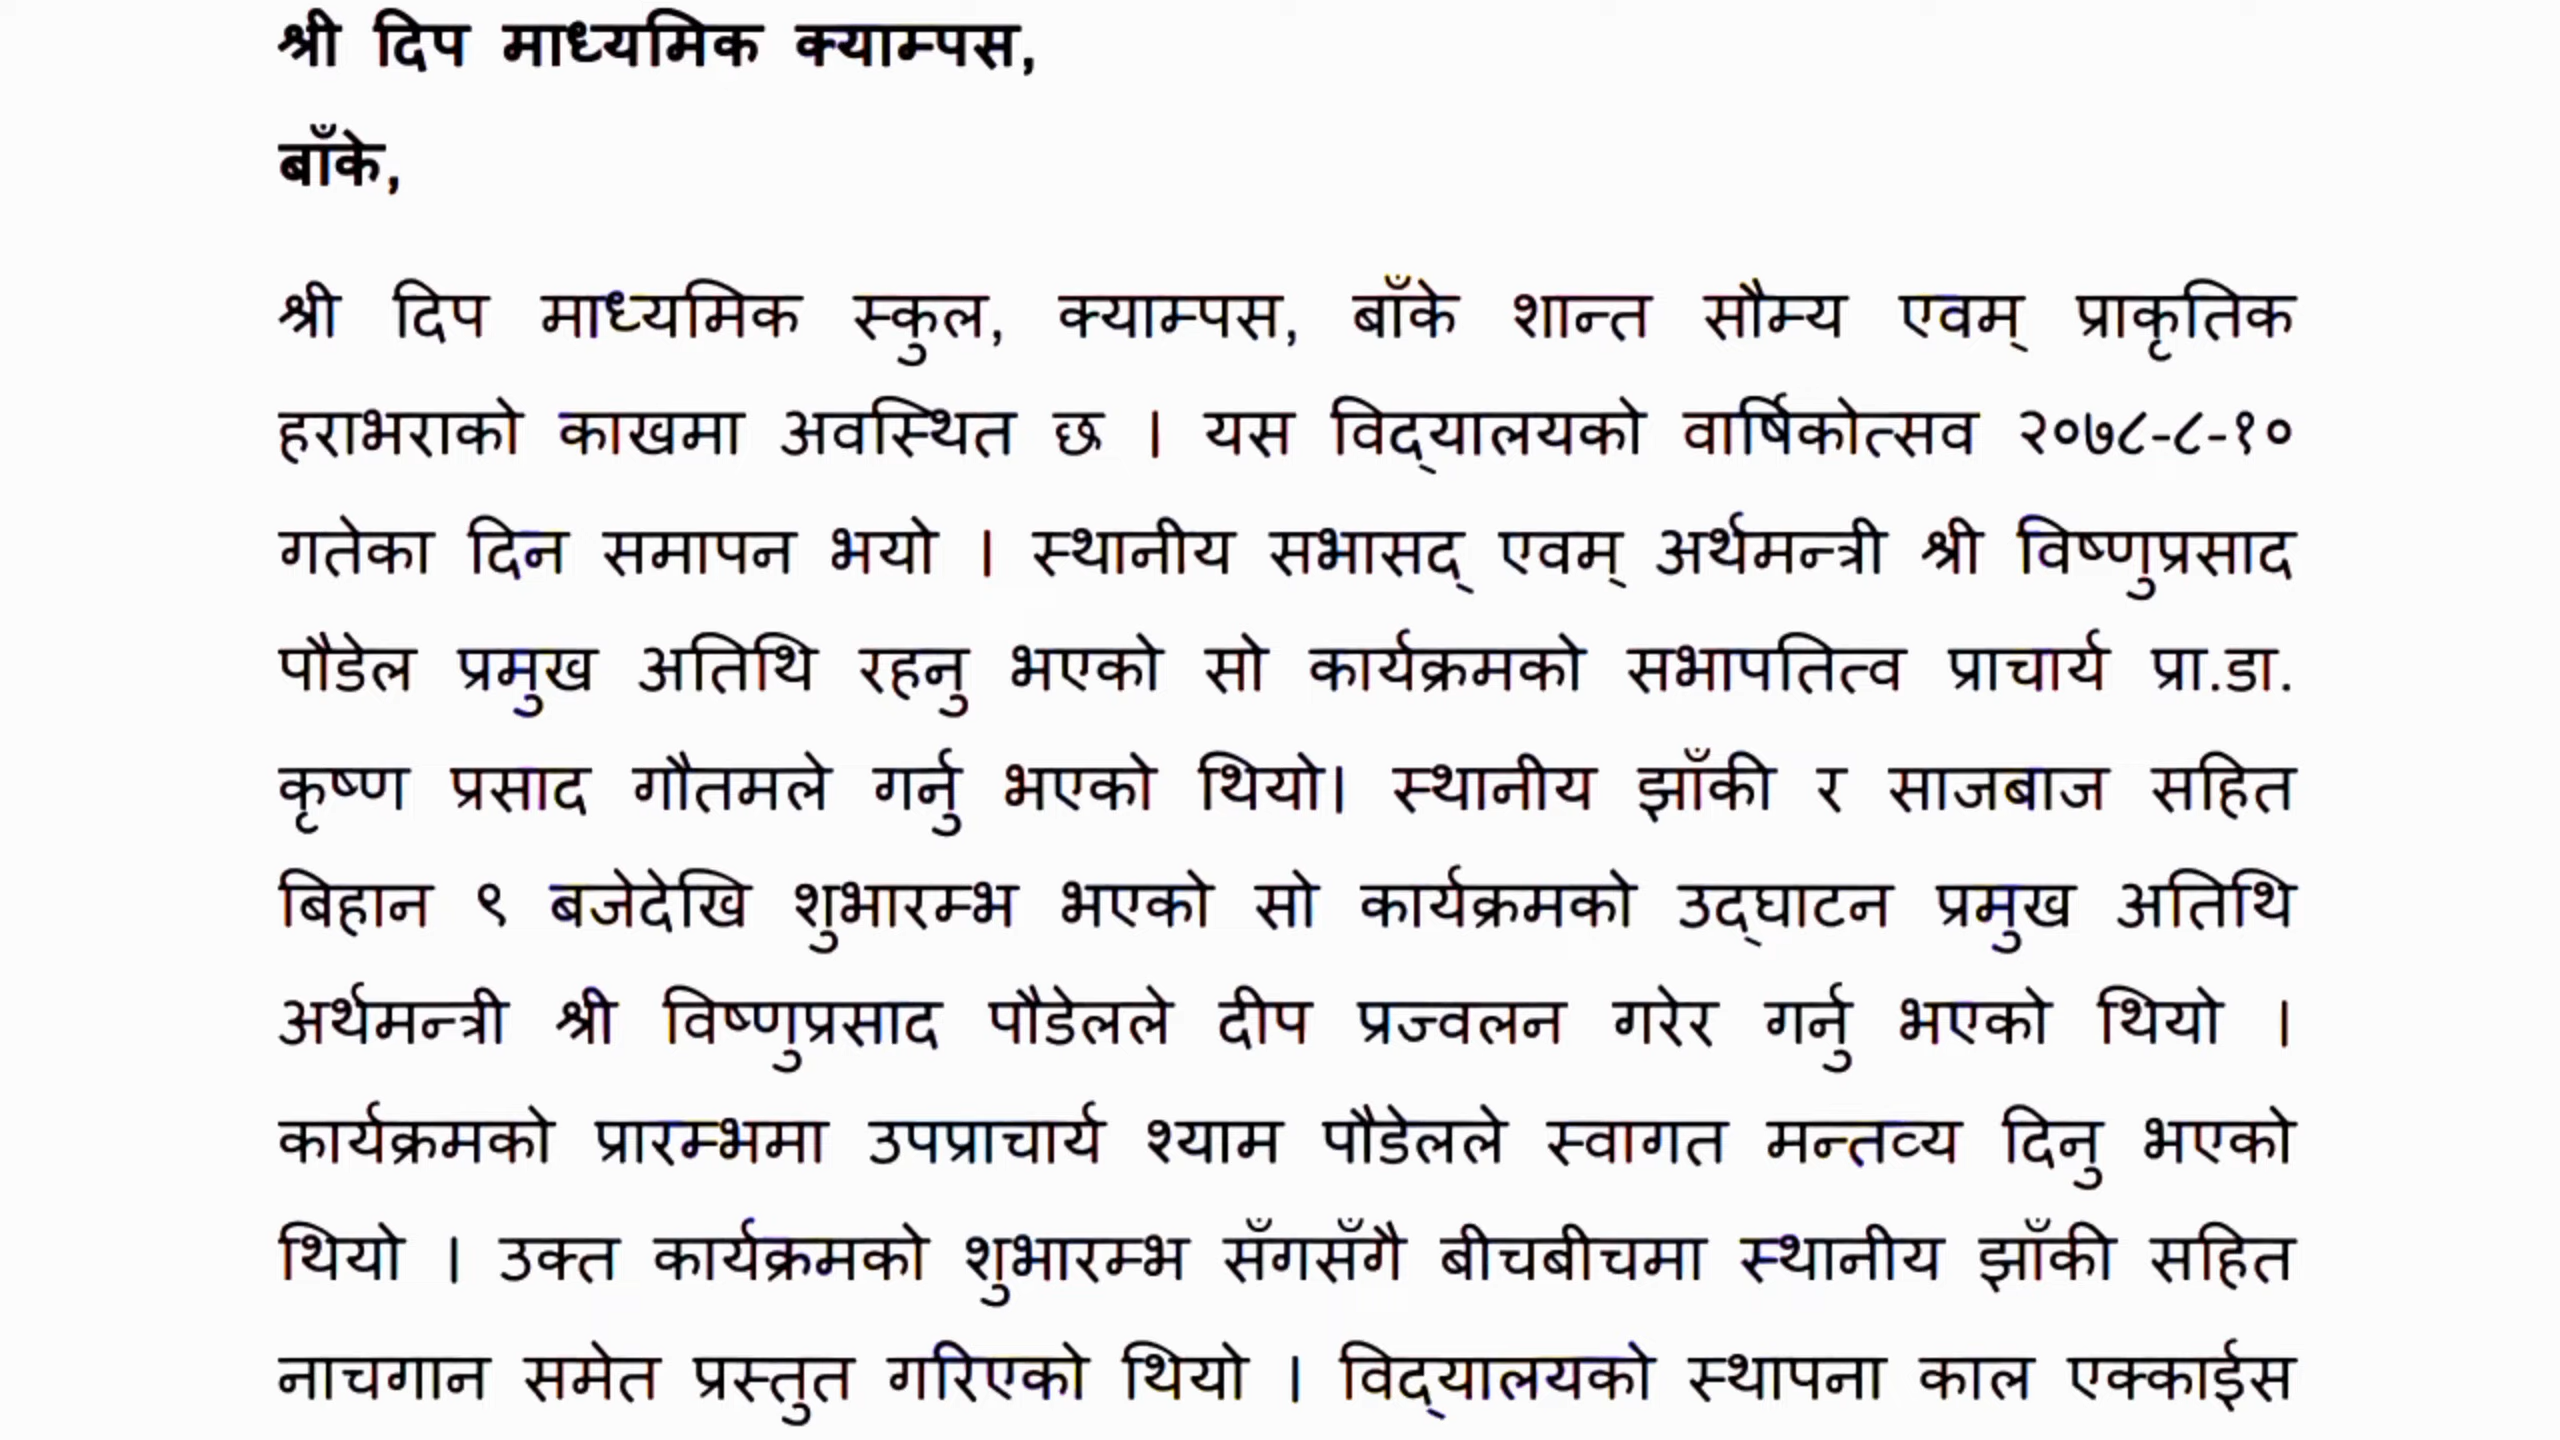 श्री दिप माध्यमिक क्याम्पस,
बाँके,
श्री दिप माध्यमिक स्कुल, क्याम्पस, बाँके शान्त सौम्य एवम् प्राकृतिक
हराभराको काखमा अवस्थित छ । यस विद्‌यालयको वार्षिकोत्सव २०७८-८-१०
गतेका दिन समापन भयो । स्थानीय सभासद् एवम् अर्थमन्त्री श्री विष्णुप्रसाद
पौडेल प्रमुख अतिथि रहनु भएको सो कार्यक्रमको सभापतित्व प्राचार्य प्रा.डा.
कृष्ण प्रसाद गौतमले गर्नु भएको थियो। स्थानीय झाँकी र साजबाज सहित
बिहान ९ बजेदेखि शुभारम्भ भएको सो कार्यक्रमको उद्‌घाटन प्रमुख अतिथि
अर्थमन्त्री श्री विष्णुप्रसाद पौडेलले दीप प्रज्वलन गरेर गर्नु भएको थियो ।
कार्यक्रमको प्रारम्भमा उपप्राचार्य श्याम पौडेलले स्वागत मन्तव्य दिनु भएको
थियो । उक्त कार्यक्रमको शुभारम्भ सँगसँगै बीचबीचमा स्थानीय झाँकी सहित
नाचगान समेत प्रस्तुत गरिएको थियो । विद्‌यालयको स्थापना काल एक्काईस